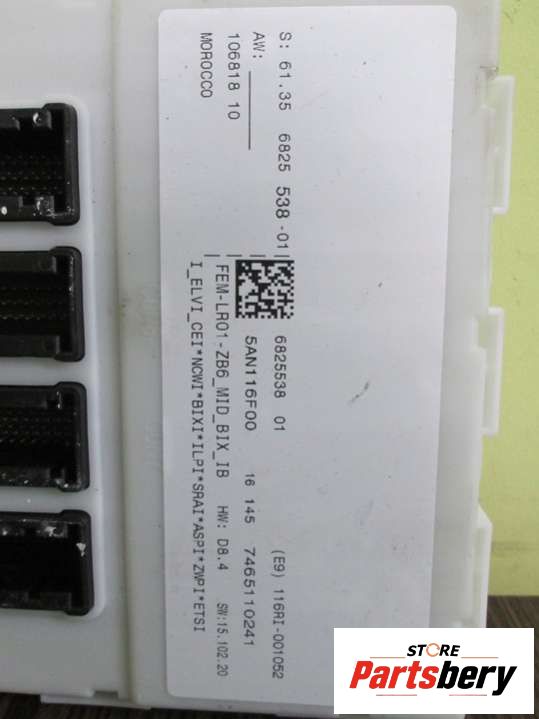 S: 61.35 6825 538 -01
AW:
106818 10
MOROCCO
6825538 01 (E9) 116RI-001052
5AN116F00 16 145 7465110241
FEM-LR01-ZB6_MID_BIX_IB HW: D8.4 SW:15.102.20
I_ELVI_CEI*NCWI*BIXI*ILPI*SRAI*ASPI*ZWPI*ETSI
STORE
Partsbery